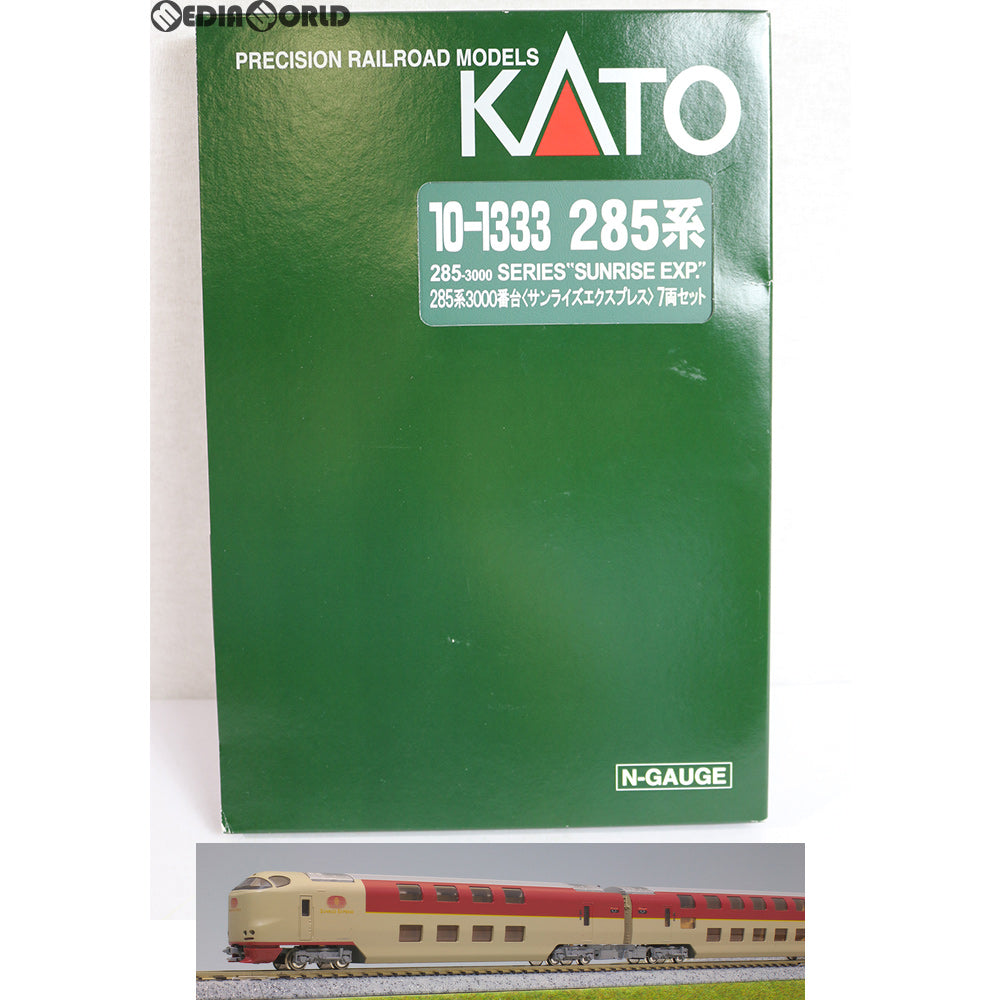 MEDIAWORLD
PRECISION RAILROAD MODELS
KATO
10-1333 285系
285-3000 SERIES "SUNRISE EXP."
285系3000番台〈サンライズエクスプレス〉7両セット
N-GAUGE